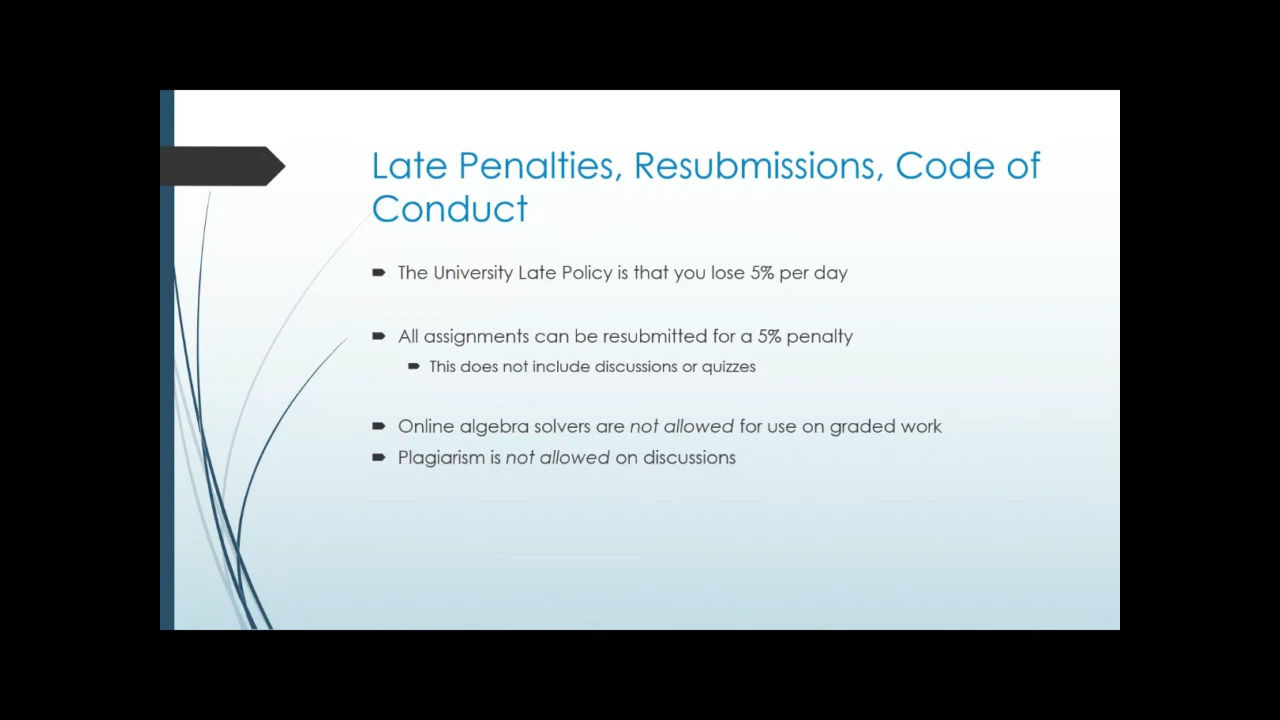 Late Penalties, Resubmissions, Code of
Conduct
The University Late Policy is that you lose 5% per day
All assignments can be resubmitted for a 5% penalty
This does not include discussions or quizzes
Online algebra solvers are not allowed for use on graded work
Plagiarism is not allowed on discussions